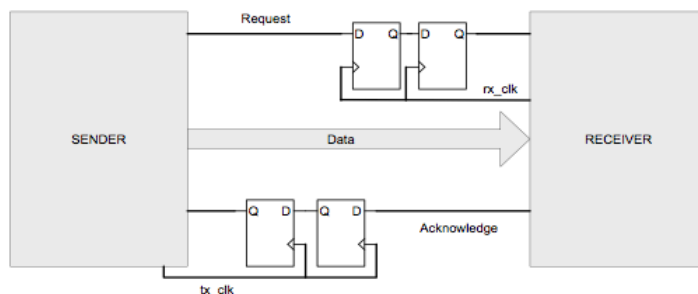 Request
D Q D Q
rx_clk
SENDER
Data
RECEIVER
Q D Q D
Acknowledge
tx_clk